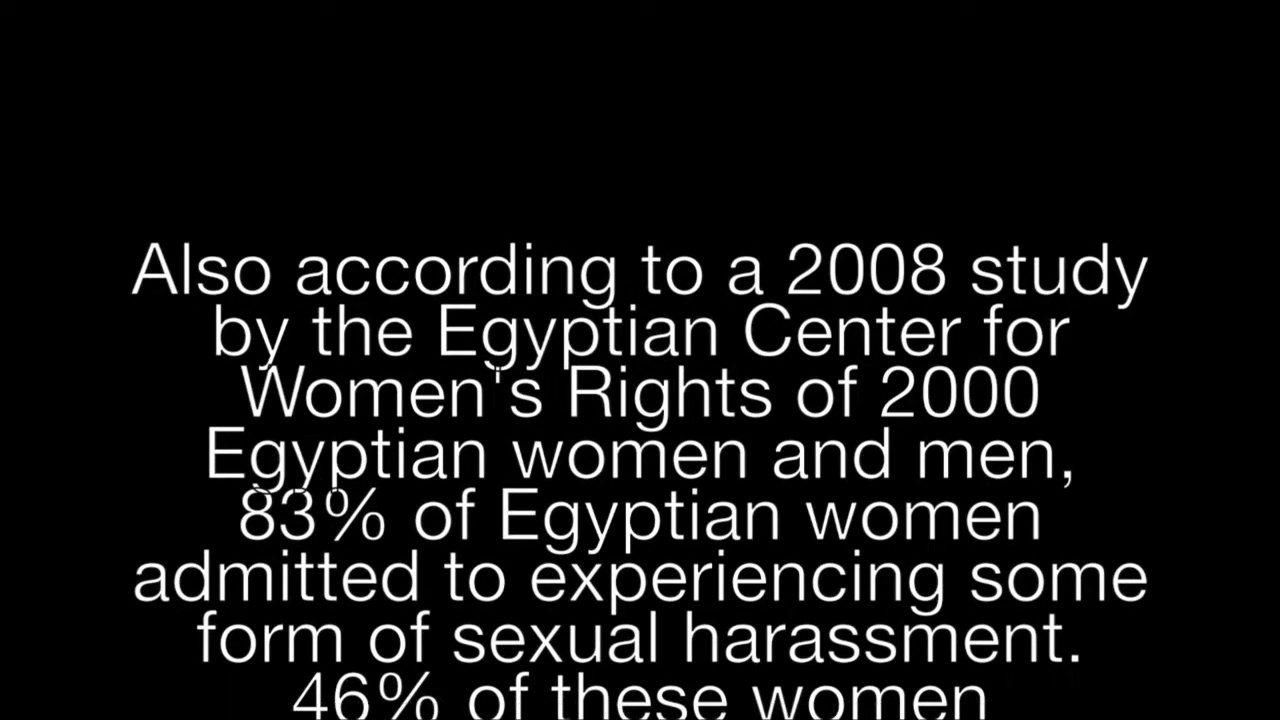 Also according to a 2008 study
by the Egyptian Center for
Women's Rights of 2000
Egyptian women and men,
83% of Egyptian women
admitted to experiencing some
form of sexual harassment.
46% of these women